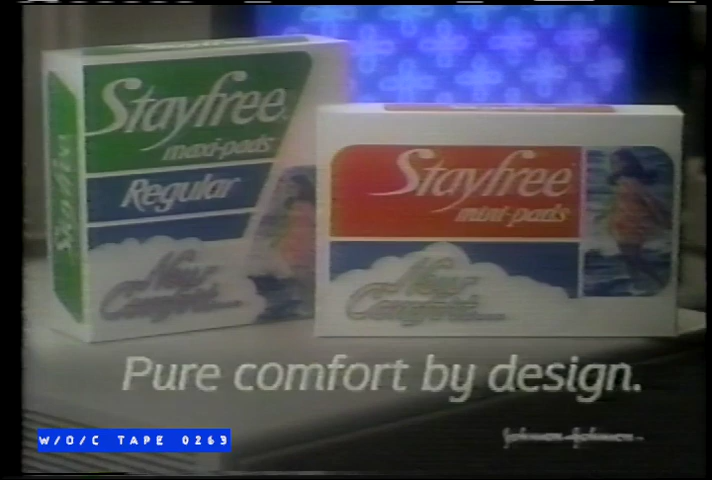 Stayfree
maxi-pads
Regular
New
Comfort...
Stayfree
Stayfree
mini-pads
New
Comfort...
Pure comfort by design.
Johnson & Johnson
W/O/C TAPE 0263